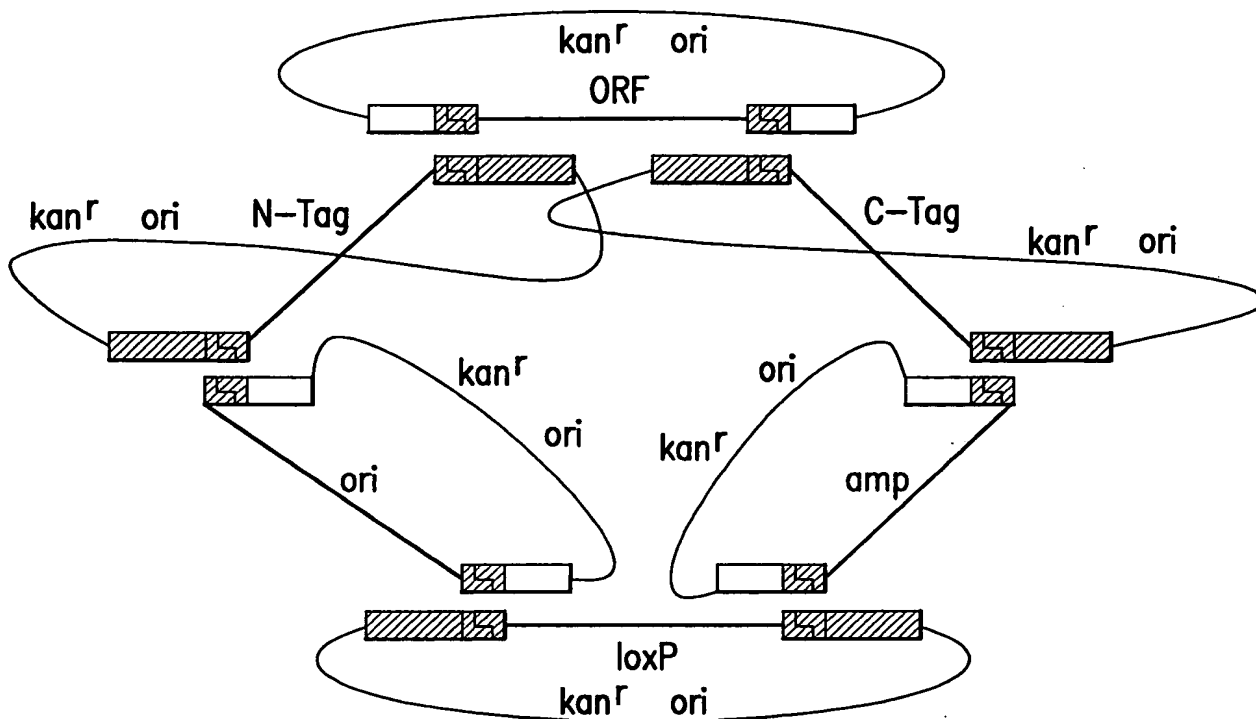 kanʳ ori
ORF
N-Tag
C-Tag
kanʳ ori
kanʳ ori
kanʳ
ori
ori
kanʳ
ori
amp
loxP
kanʳ ori